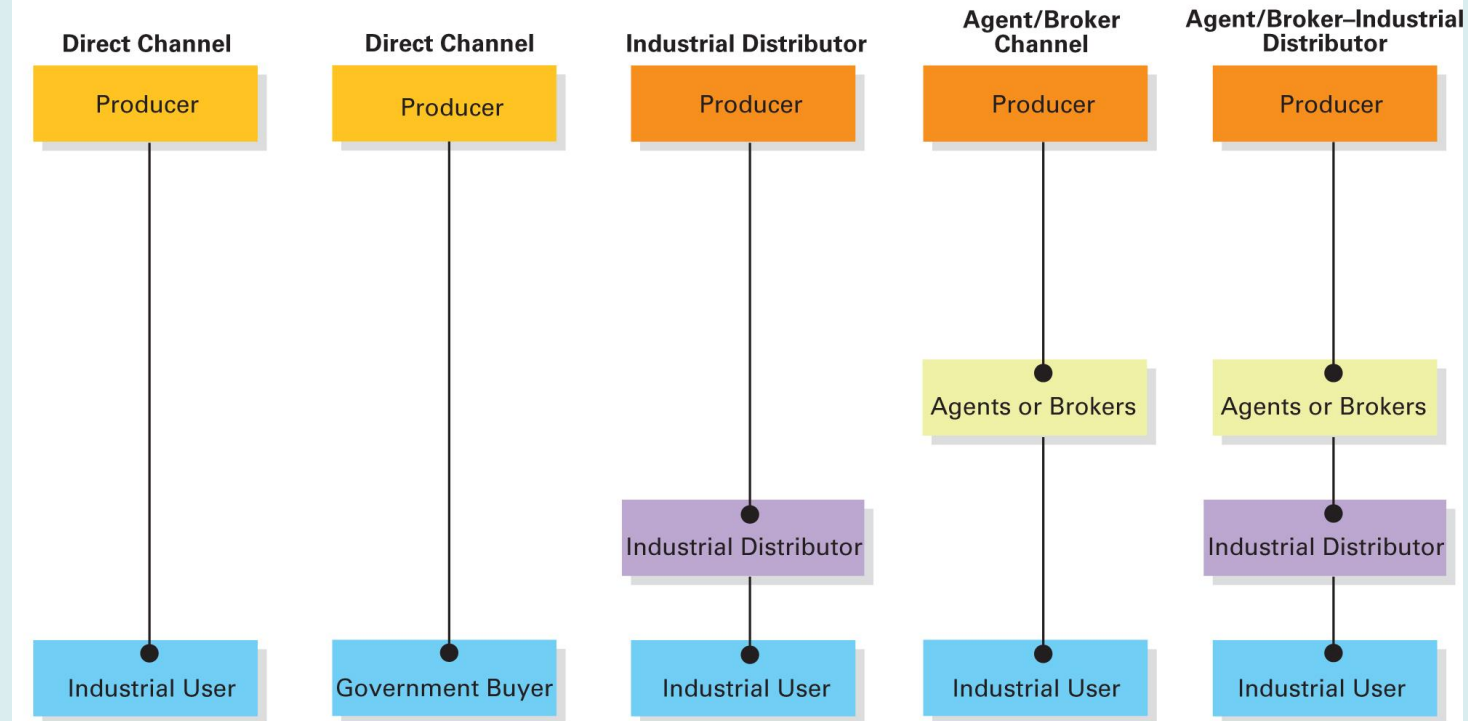 Direct Channel
Direct Channel
Industrial Distributor
Agent/Broker
Channel
Agent/Broker–Industrial
Distributor
Producer
Producer
Producer
Producer
Producer
Agents or Brokers
Agents or Brokers
Industrial Distributor
Industrial Distributor
Industrial User
Government Buyer
Industrial User
Industrial User
Industrial User